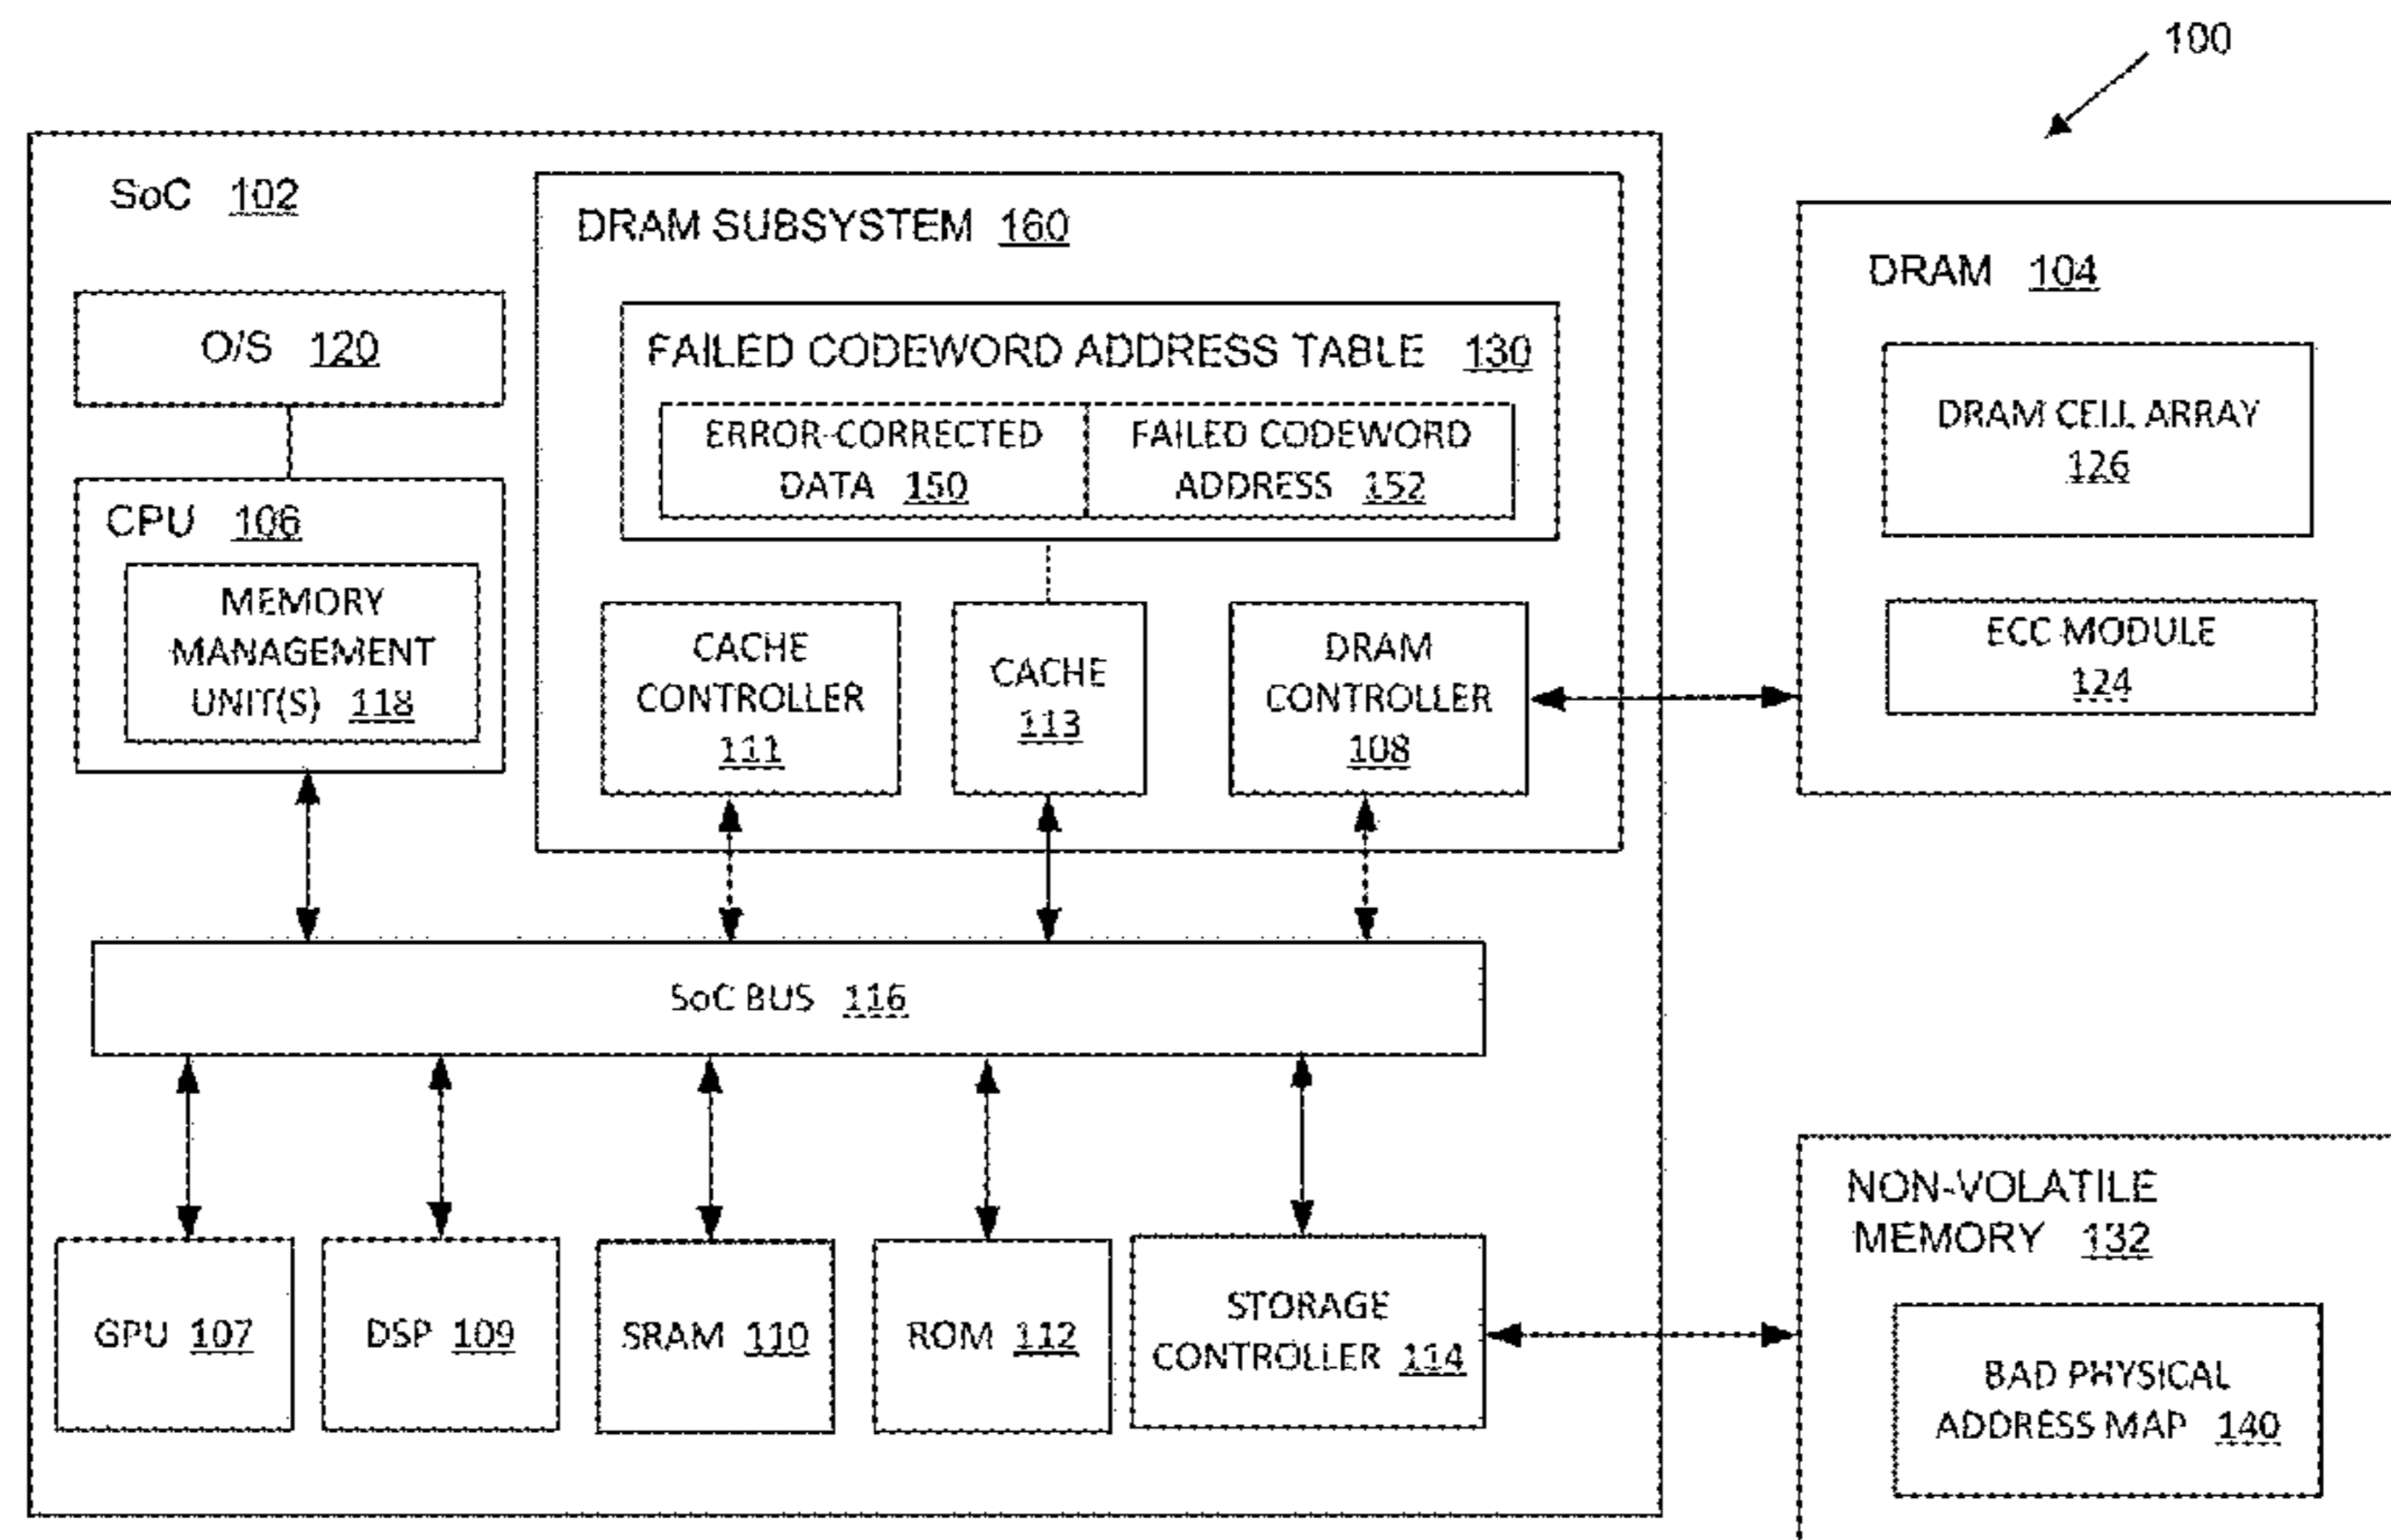 100
SoC 102
DRAM SUBSYSTEM 160
DRAM 104
O/S 120
FAILED CODEWORD ADDRESS TABLE 130
ERROR-CORRECTED
DATA 150
FAILED CODEWORD
ADDRESS 152
DRAM CELL ARRAY
126
CPU 106
MEMORY
MANAGEMENT
UNIT(S) 118
CACHE
CONTROLLER
111
CACHE
113
DRAM
CONTROLLER
108
ECC MODULE
124
SoC BUS 116
NON-VOLATILE
MEMORY 132
GPU 107
DSP 109
SRAM 110
ROM 112
STORAGE
CONTROLLER 114
BAD PHYSICAL
ADDRESS MAP 140